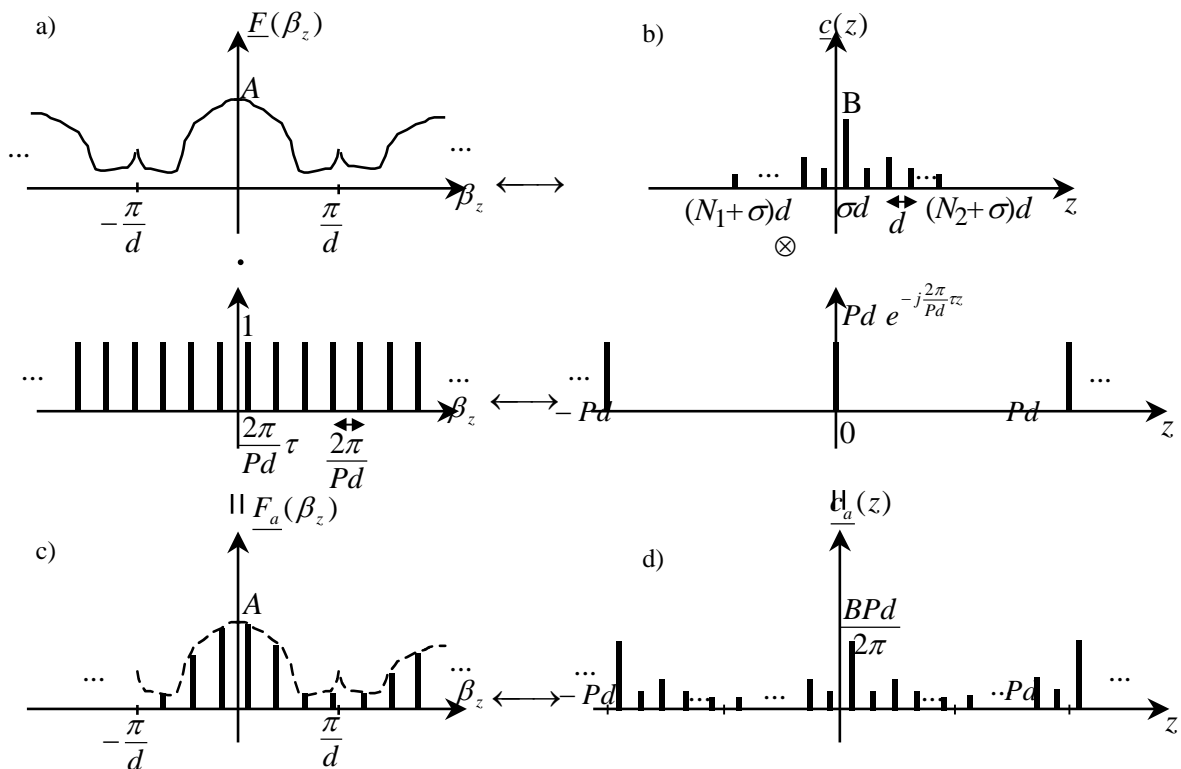 a)
F(β_z)
A
...
...
β_z
−π/d
π/d
⟷
b)
c(z)
B
...
...
(N₁+σ)d
σd
d
(N₂+σ)d
z
·
⊗
1
...
...
β_z
2π/Pd τ
2π/Pd
⟷
Pd e^{−j 2π/Pd τz}
...
...
−Pd
0
Pd
z
=
=
c)
F_a(β_z)
A
...
...
β_z
−π/d
π/d
⟷
d)
c_a(z)
BPd/2π
...
...
...
...
...
...
−Pd
Pd
z